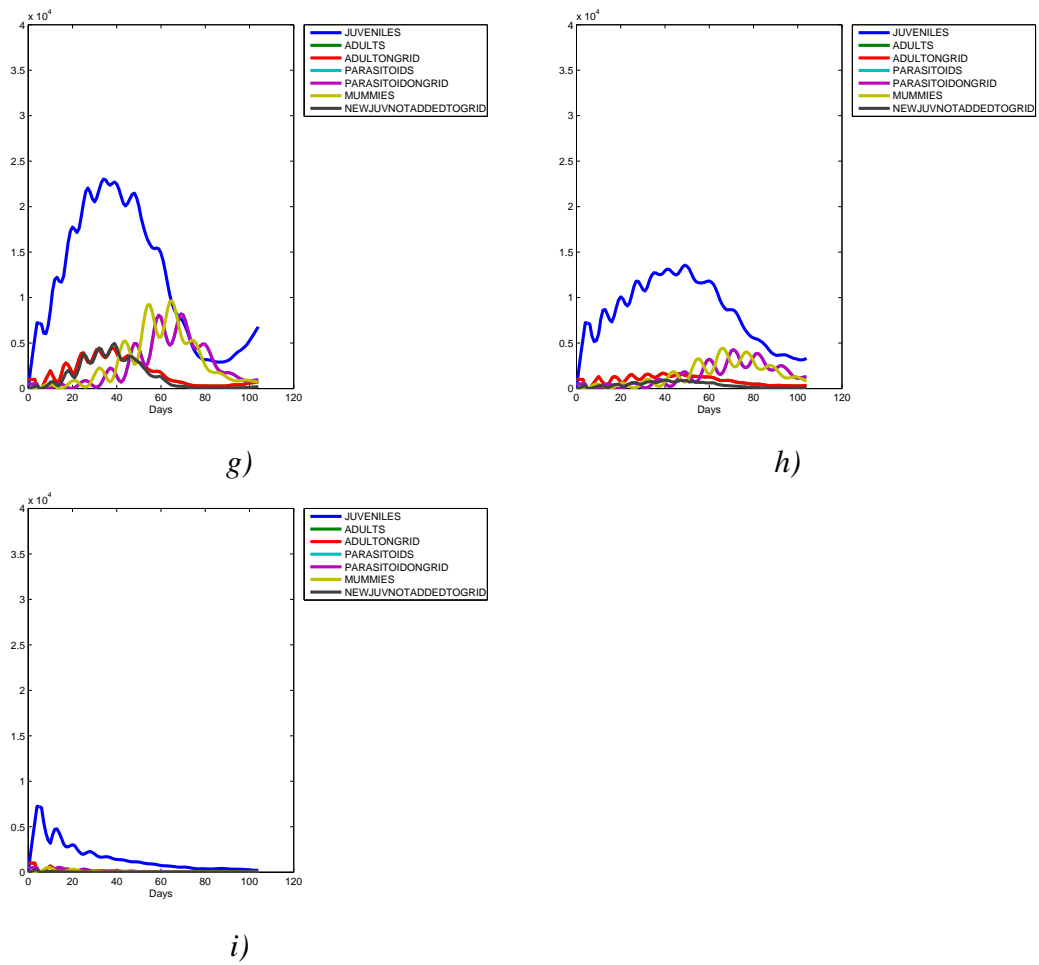 x 10^4
4
3.5
3
2.5
2
1.5
1
0.5
0
0 20 40 60 80 100 120
Days
JUVENILES
ADULTS
ADULTONGRID
PARASITOIDS
PARASITOIDONGRID
MUMMIES
NEWJUVNOTADDEDTOGRID
g)
x 10^4
4
3.5
3
2.5
2
1.5
1
0.5
0
0 20 40 60 80 100 120
Days
JUVENILES
ADULTS
ADULTONGRID
PARASITOIDS
PARASITOIDONGRID
MUMMIES
NEWJUVNOTADDEDTOGRID
h)
x 10^4
4
3.5
3
2.5
2
1.5
1
0.5
0
0 20 40 60 80 100 120
Days
JUVENILES
ADULTS
ADULTONGRID
PARASITOIDS
PARASITOIDONGRID
MUMMIES
NEWJUVNOTADDEDTOGRID
i)